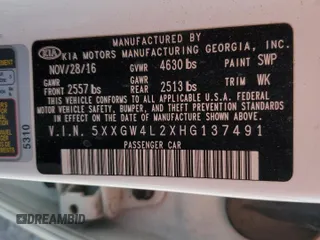 MANUFACTURED BY
KIA KIA MOTORS MANUFACTURING GEORGIA, INC.
NOV/28/16 GVWR 4630 lbs PAINT SWP
GAWR GAWR
FRONT 2557 lbs REAR 2513 lbs TRIM WK
THIS VEHICLE CONFORMS TO ALL APPLICABLE
U.S. FEDERAL MOTOR VEHICLE
SAFETY, BUMPER, AND THEFT PREVENTION STANDARDS
IN EFFECT ON THE DATE OF MANUFACTURE SHOWN ABOVE.
V.I.N. 5XXGW4L2XHG137491
PASSENGER CAR
5310
DREAMBID